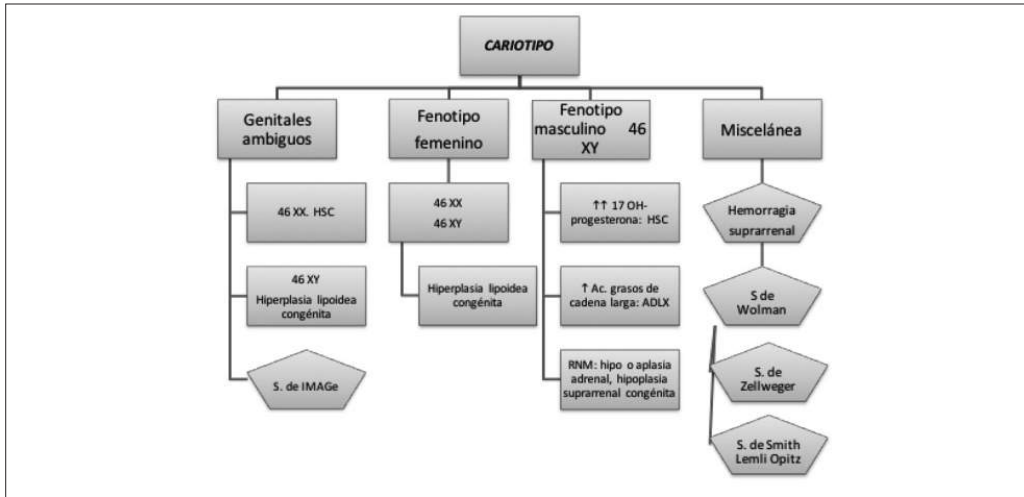 CARIOTIPO
Genitales
ambiguos
46 XX. HSC
46 XY
Hiperplasia lipoidea
congénita
S. de IMAGe
Fenotipo
femenino
46 XX
46 XY
Hiperplasia lipoidea
congénita
Fenotipo
masculino 46
XY
↑↑ 17 OH-
progesterona: HSC
↑ Ac. grasos de
cadena larga: ADLX
RNM: hipo o aplasia
adrenal, hipoplasia
suprarrenal congénita
Miscelánea
Hemorragia
suprarrenal
S de
Wolman
S. de
Zellweger
S. de Smith
Lemli Opitz